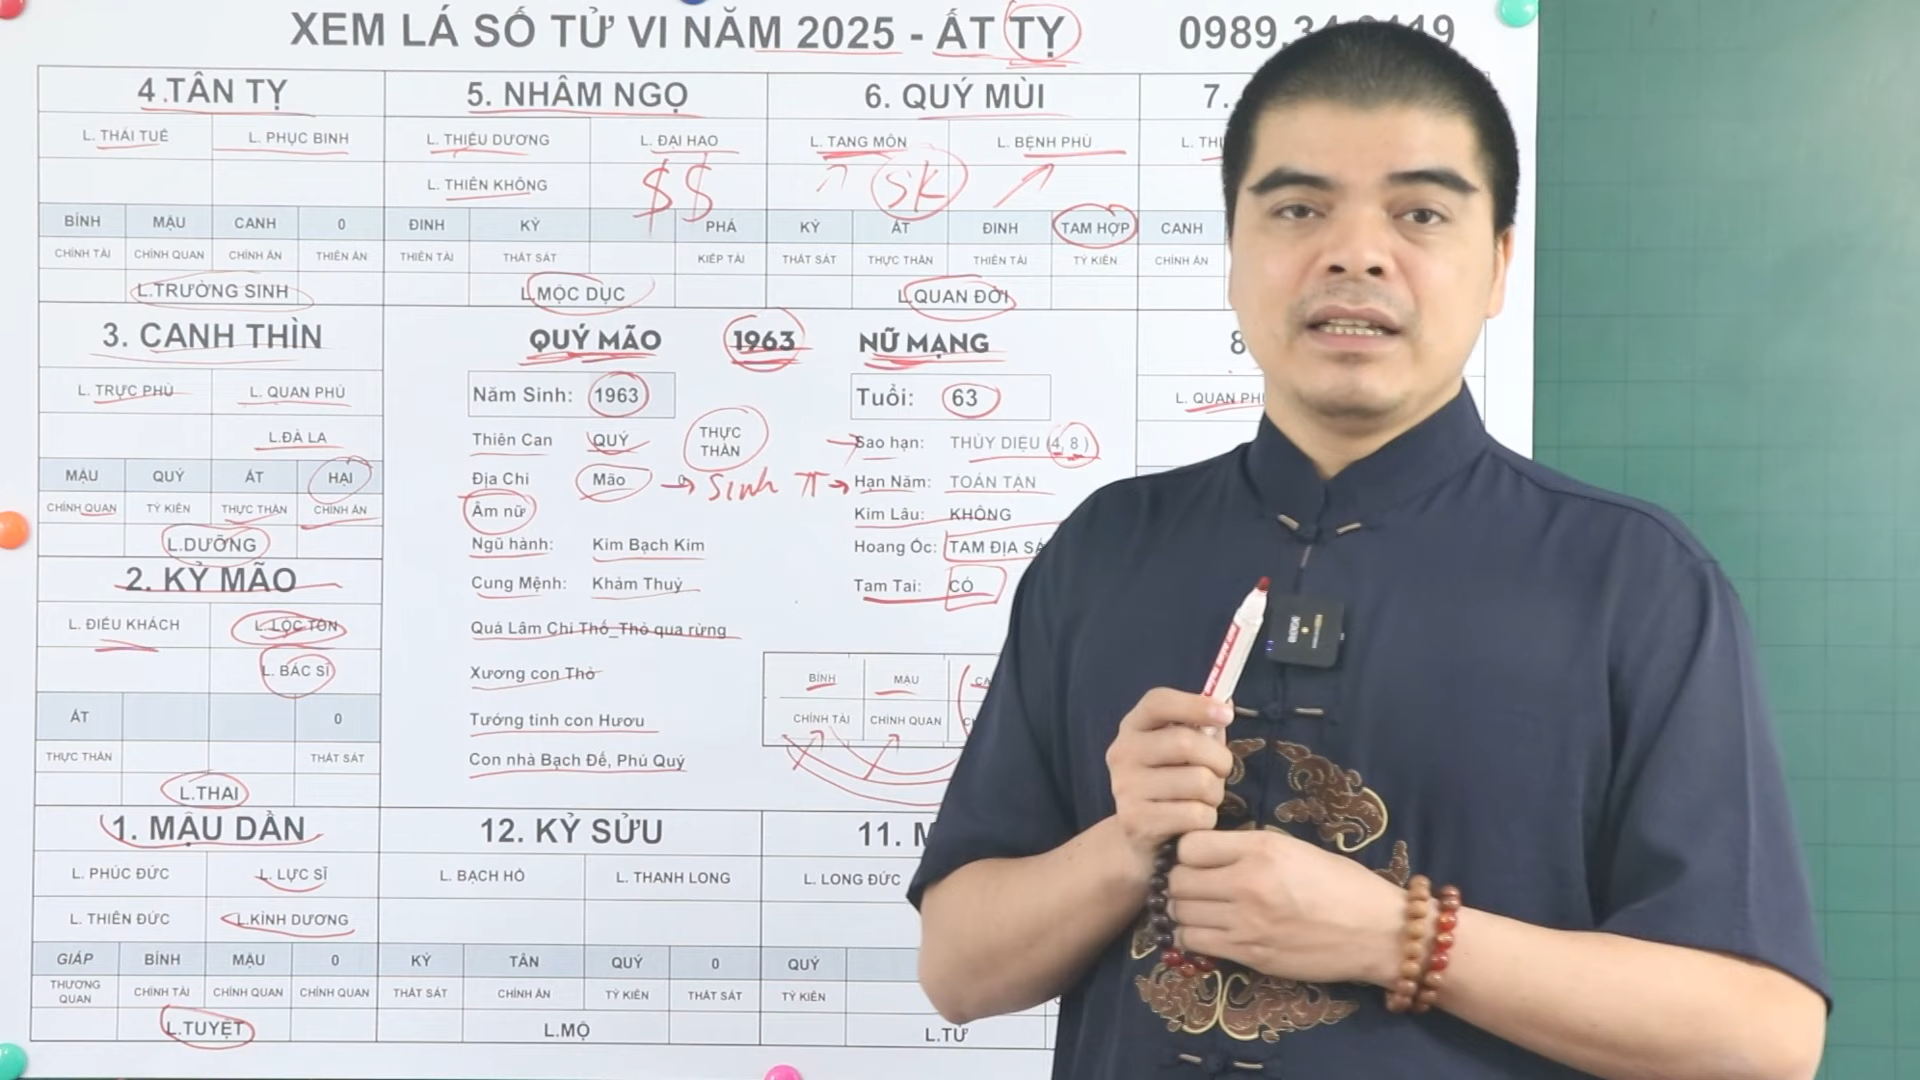 XEM LÁ SỐ TỬ VI NĂM 2025 - ẤT TỴ
4.TÂN TỴ 5. NHÂM NGỌ 6. QUÝ MÙI 7.
L. THÁI TUẾ L. PHỤC BINH L. THIẾU DƯƠNG L. ĐẠI HAO L. TANG MÔN L. BỆNH PHÙ
L. THIÊN KHÔNG $$ SK
BÍNH MẬU CANH 0 ĐINH KỶ PHÁ KỶ ẤT ĐINH TAM HỢP CANH
CHÍNH TÀI CHÍNH QUAN CHÍNH ẤN THIÊN ẤN THIÊN TÀI THẤT SÁT KIẾP TÀI THẤT SÁT THỰC THẦN THIÊN TÀI TỶ KIÊN CHÍNH ẤN
L.TRƯỜNG SINH L.MỘC DỤC L.QUAN ĐỚI
3. CANH THÌN QUÝ MÃO 1963 NỮ MẠNG 8
L. TRỰC PHÙ L. QUAN PHỦ Năm Sinh: 1963 Tuổi: 63 L. QUAN
L.ĐÀ LA Thiên Can QUÝ THỰC THẦN Sao hạn: THỦY DIỆU (4, 8 )
MẬU QUÝ ẤT HẠI Địa Chi Mão Sinh Hạn Năm: TOÁN TẬN
CHÍNH QUAN TỶ KIÊN THỰC THẦN CHÍNH ẤN Âm nữ Kim Lâu: KHÔNG
L.DƯỠNG Ngũ hành: Kim Bạch Kim Hoang Ốc: TAM ĐỊA
2. KỶ MÃO Cung Mệnh: Khảm Thuỷ Tam Tai: CÓ
L. ĐIẾU KHÁCH L. LỘC TỒN Quá Lâm Chi Thố_Thỏ qua rừng
L. BÁC SĨ Xương con Thỏ BÍNH MẬU
ẤT 0 Tướng tinh con Hươu CHÍNH TÀI CHÍNH QUAN
THỰC THẦN THẤT SÁT Con nhà Bạch Đế, Phú Quý
L.THAI
1. MẬU DẦN 12. KỶ SỬU 11.
L. PHÚC ĐỨC L. LỰC SĨ L. BẠCH HỔ L. THANH LONG L. LONG ĐỨC
L. THIÊN ĐỨC L.KÌNH DƯƠNG
GIÁP BÍNH MẬU 0 KỶ TÂN QUÝ 0 QUÝ
THƯƠNG QUAN CHÍNH TÀI CHÍNH QUAN CHÍNH QUAN THẤT SÁT CHÍNH ẤN TỶ KIÊN THẤT SÁT TỶ KIÊN
L.TUYỆT L.MỘ L.TỬ